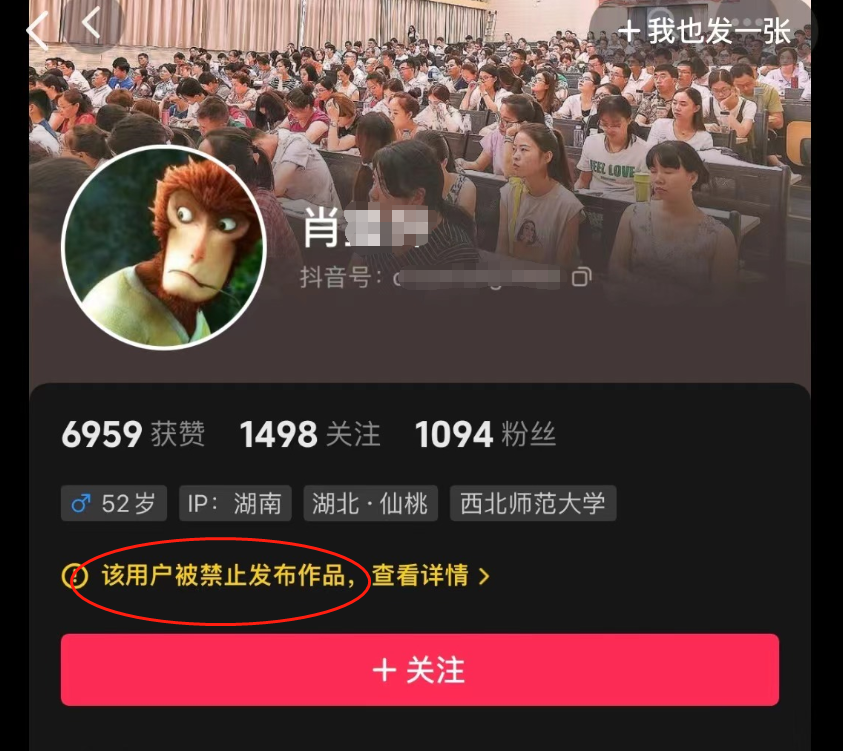 +我也发一张
FEEL LOVE
肖
抖音号:
6959 获赞 1498 关注 1094 粉丝
♂ 52岁 IP: 湖南 湖北·仙桃 西北师范大学
该用户被禁止发布作品，查看详情 >
+ 关注